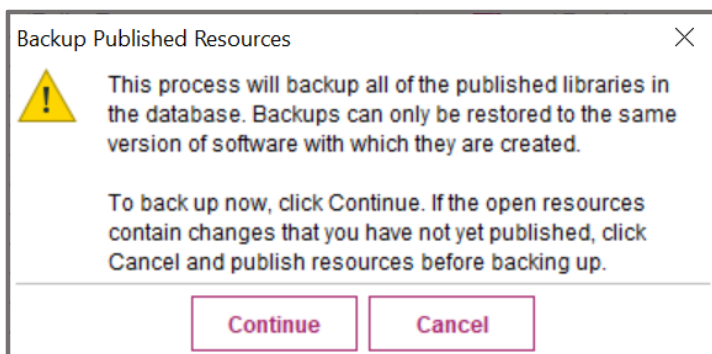 Backup Published Resources
This process will backup all of the published libraries in
the database. Backups can only be restored to the same
version of software with which they are created.
To back up now, click Continue. If the open resources
contain changes that you have not yet published, click
Cancel and publish resources before backing up.
Continue
Cancel